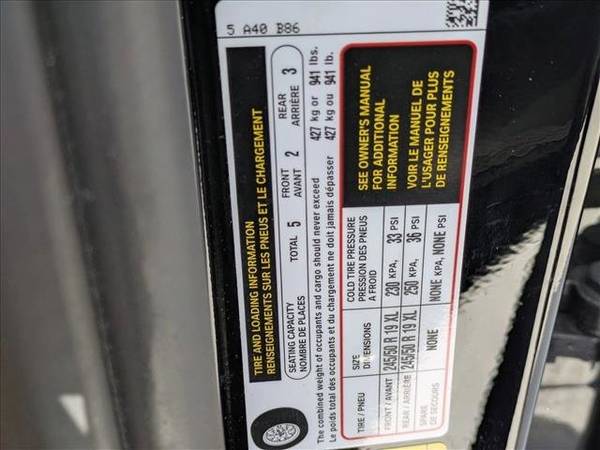 5 A40 B86
TIRE AND LOADING INFORMATION
RENSEIGNEMENTS SUR LES PNEUS ET LE CHARGEMENT
SEATING CAPACITY
NOMBRE DE PLACES
TOTAL 5
FRONT
AVANT 2
REAR
ARRIÈRE 3
The combined weight of occupants and cargo should never exceed 427 kg or 941 lbs.
Le poids total des occupants et du chargement ne doit jamais dépasser 427 kg ou 941 lb.
TIRE / PNEU
SIZE
DIMENSIONS
COLD TIRE PRESSURE
PRESSION DES PNEUS
A FROID
FRONT / AVANT 245/50 R 19 XL 230 KPA, 33 PSI
REAR / ARRIÈRE 245/50 R 19 XL 250 KPA, 36 PSI
SPARE
DE SECOURS
NONE
NONE KPA, NONE PSI
SEE OWNER'S MANUAL
FOR ADDITIONAL
INFORMATION
VOIR LE MANUEL DE
L'USAGER POUR PLUS
DE RENSEIGNEMENTS